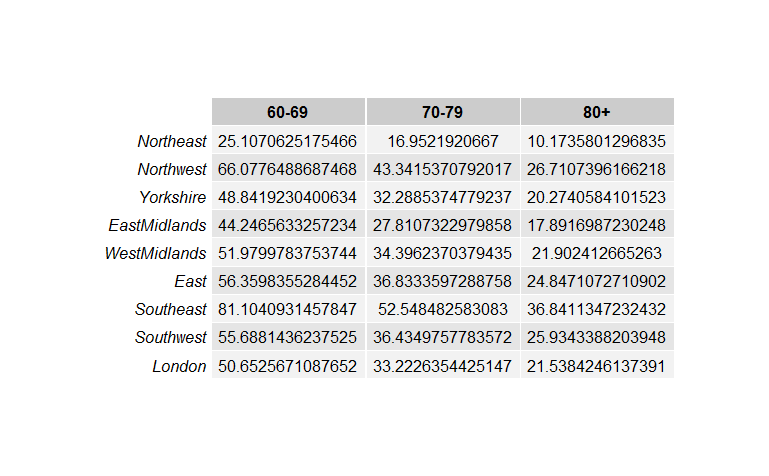 60-69 70-79 80+
Northeast 25.1070625175466 16.9521920667 10.1735801296835
Northwest 66.0776488687468 43.3415370792017 26.7107396166218
Yorkshire 48.8419230400634 32.2885374779237 20.2740584101523
EastMidlands 44.2465633257234 27.8107322979858 17.8916987230248
WestMidlands 51.9799783753744 34.3962370379435 21.902412665263
East 56.3598355284452 36.8333597288758 24.8471072710902
Southeast 81.1040931457847 52.548482583083 36.8411347232432
Southwest 55.6881436237525 36.4349757783572 25.9343388203948
London 50.6525671087652 33.2226354425147 21.5384246137391